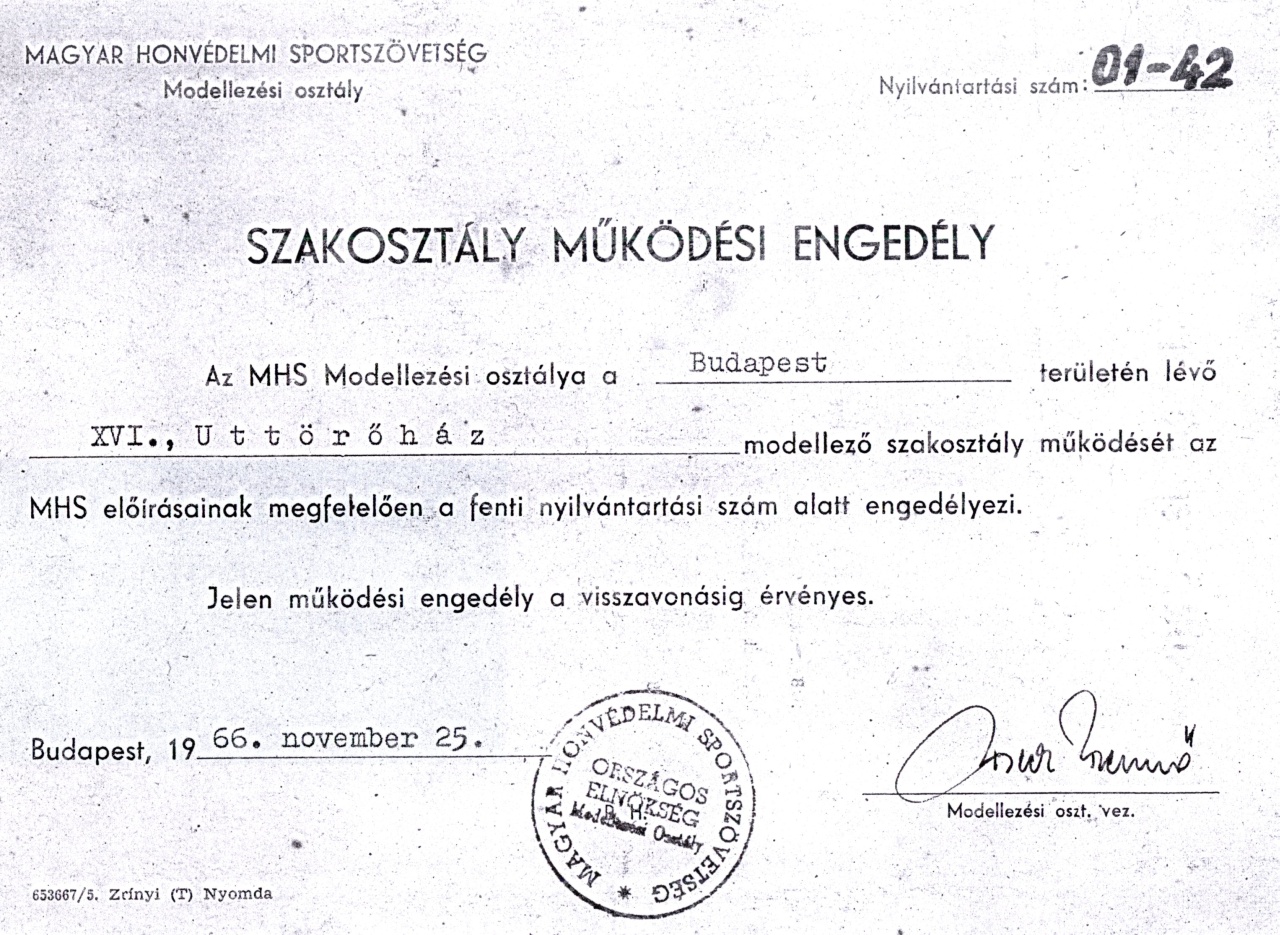 MAGYAR HONVÉDELMI SPORTSZÖVETSÉG
Modellezési osztály
Nyilvántartási szám: 01-42
SZAKOSZTÁLY MŰKÖDÉSI ENGEDÉLY
Az MHS Modellezési osztálya a Budapest területén lévő
XVI., Uttörőház modellező szakosztály működését az
MHS előírásainak megfelelően a fenti nyilvántartási szám alatt engedélyezi.
Jelen működési engedély a visszavonásig érvényes.
Budapest, 1966. november 25.
MAGYAR HONVÉDELMI SPORTSZÖVETSÉG
ORSZÁGOS
ELNÖKSÉG
P. H.
Modellezési Osztály
Modellezési oszt. vez.
653667/5. Zrínyi (T) Nyomda